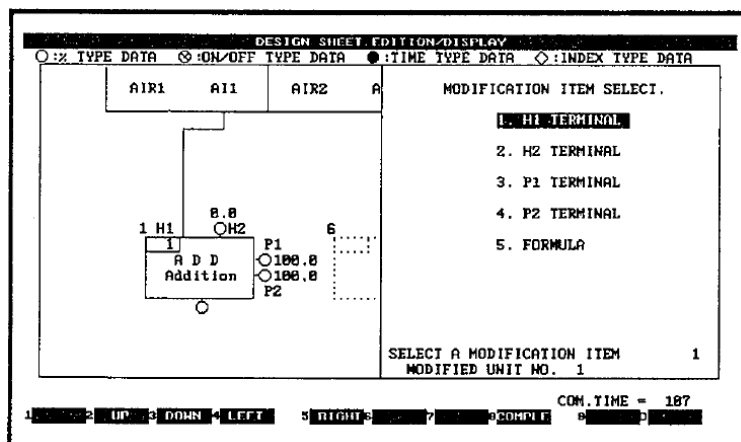 DESIGN SHEET EDITION/DISPLAY
:% TYPE DATA :ON/OFF TYPE DATA :TIME TYPE DATA :INDEX TYPE DATA
AIR1 AI1 AIR2 A
MODIFICATION ITEM SELECT.
1. H1 TERMINAL
2. H2 TERMINAL
3. P1 TERMINAL
4. P2 TERMINAL
5. FORMULA
0.0
1 H1 H2 6
1 P1
A D D 100.0
Addition 100.0
P2
SELECT A MODIFICATION ITEM 1
MODIFIED UNIT NO. 1
COM.TIME = 107
1 2 UP 3 DOWN 4 LEFT 5 RIGHT 6 7 8 COMPLE 9